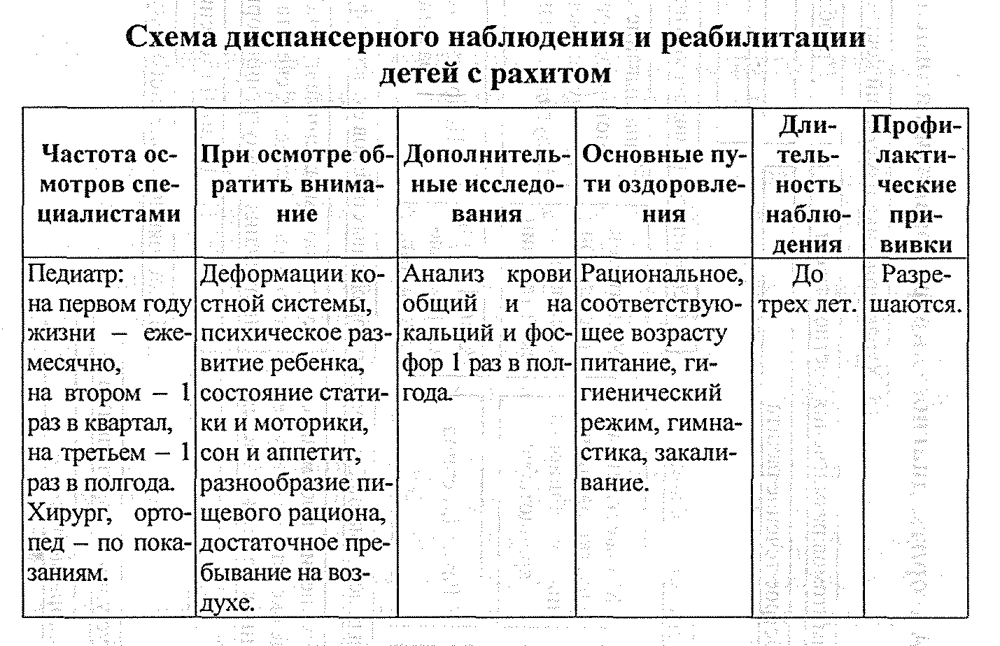 Схема диспансерного наблюдения и реабилитации
детей с рахитом
Частота ос-
мотров спе-
циалистами
При осмотре об-
ратить внима-
ние
Дополнитель-
ные исследо-
вания
Основные пу-
ти оздоровле-
ния
Дли-
тель-
ность
наблю-
дения
Профи-
лакти-
ческие
при-
вивки
Педиатр:
на первом году
жизни – еже-
месячно,
на втором – 1
раз в квартал,
на третьем – 1
раз в полгода.
Хирург, орто-
пед – по пока-
заниям.
Деформации ко-
стной системы,
психическое раз-
витие ребенка,
состояние стати-
ки и моторики,
сон и аппетит,
разнообразие пи-
щевого рациона,
достаточное пре-
бывание на воз-
духе.
Анализ крови
общий и на
кальций и фос-
фор 1 раз в пол-
года.
Рациональное,
соответствую-
щее возрасту
питание, ги-
гиенический
режим, гимна-
стика, закали-
вание.
До
трех лет.
Разре-
шаются.